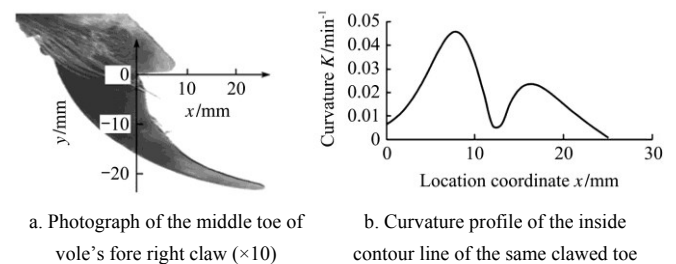 0
10
20
x/mm
y/mm
−10
−20
a. Photograph of the middle toe of
vole’s fore right claw (×10)
Curvature K/min⁻¹
0.05
0.04
0.03
0.02
0.01
0
0
10
20
30
Location coordinate x/mm
b. Curvature profile of the inside
contour line of the same clawed toe